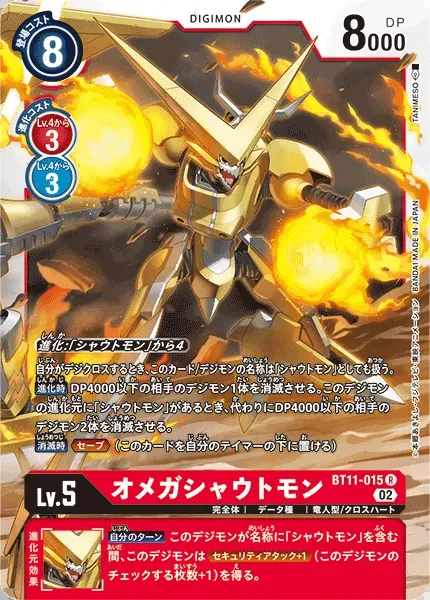 登場コスト
8
DIGIMON
8000
DP
進化コスト
Lv.4から
3
Lv.4から
3
TANIMESO
©本郷あきよし・フジテレビ・東映アニメーション BANDAI MADE IN JAPAN
進化:「シャウトモン」から4
自分がデジクロスするとき、このカード/デジモンの名称は「シャウトモン」としても扱う。
進化時 DP4000以下の相手のデジモン1体を消滅させる。このデジモン
の進化元に「シャウトモン」があるとき、代わりにDP4000以下の相手の
デジモン2体を消滅させる。
消滅時 セーブ (このカードを自分のテイマーの下に置ける)
BT11-015 R
Lv.5 オメガシャウトモン 02
完全体 | データ種 | 竜人型/クロスハート
進化元効果
自分のターン このデジモンが名称に「シャウトモン」を含む
間、このデジモンは セキュリティアタック+1 (このデジモンの
チェックする枚数+1)を得る。